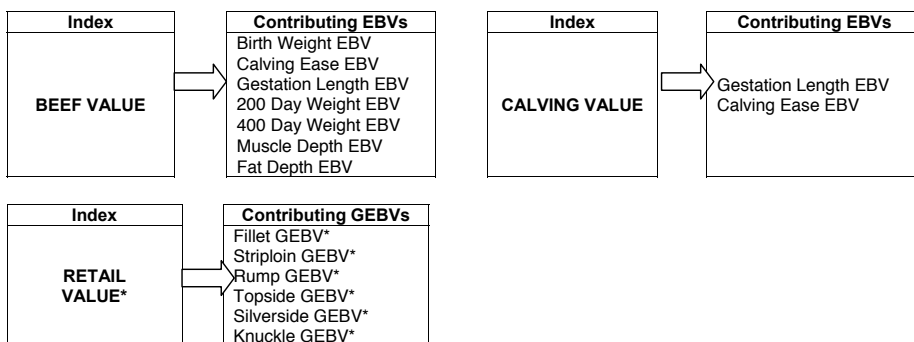 Index
BEEF VALUE
Contributing EBVs
Birth Weight EBV
Calving Ease EBV
Gestation Length EBV
200 Day Weight EBV
400 Day Weight EBV
Muscle Depth EBV
Fat Depth EBV
Index
CALVING VALUE
Contributing EBVs
Gestation Length EBV
Calving Ease EBV
Index
RETAIL
VALUE*
Contributing GEBVs
Fillet GEBV*
Striploin GEBV*
Rump GEBV*
Topside GEBV*
Silverside GEBV*
Knuckle GEBV*